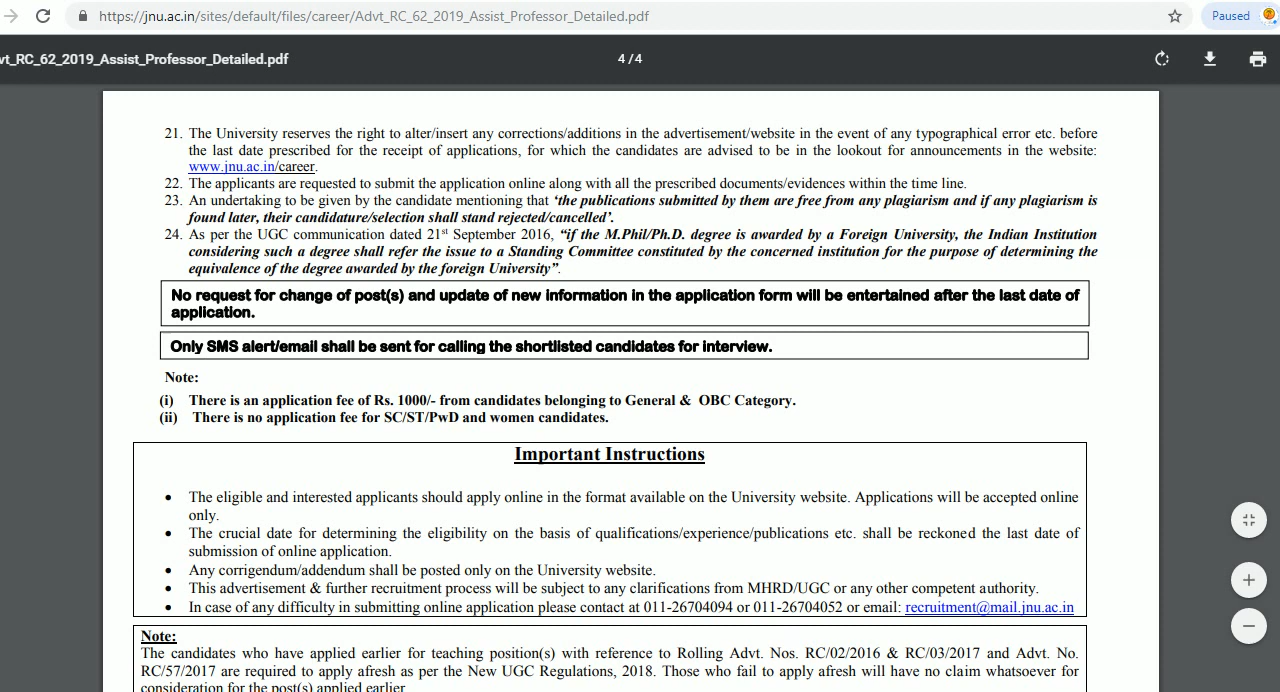 https://jnu.ac.in/sites/default/files/career/Advt_RC_62_2019_Assist_Professor_Detailed.pdf
Paused
vt_RC_62_2019_Assist_Professor_Detailed.pdf
4 / 4
21. The University reserves the right to alter/insert any corrections/additions in the advertisement/website in the event of any typographical error etc. before
the last date prescribed for the receipt of applications, for which the candidates are advised to be in the lookout for announcements in the website:
www.jnu.ac.in/career.
22. The applicants are requested to submit the application online along with all the prescribed documents/evidences within the time line.
23. An undertaking to be given by the candidate mentioning that ‘the publications submitted by them are free from any plagiarism and if any plagiarism is
found later, their candidature/selection shall stand rejected/cancelled’.
24. As per the UGC communication dated 21st September 2016, “if the M.Phil/Ph.D. degree is awarded by a Foreign University, the Indian Institution
considering such a degree shall refer the issue to a Standing Committee constituted by the concerned institution for the purpose of determining the
equivalence of the degree awarded by the foreign University”.
No request for change of post(s) and update of new information in the application form will be entertained after the last date of
application.
Only SMS alert/email shall be sent for calling the shortlisted candidates for interview.
Note:
(i) There is an application fee of Rs. 1000/- from candidates belonging to General & OBC Category.
(ii) There is no application fee for SC/ST/PwD and women candidates.
Important Instructions
• The eligible and interested applicants should apply online in the format available on the University website. Applications will be accepted online
only.
• The crucial date for determining the eligibility on the basis of qualifications/experience/publications etc. shall be reckoned the last date of
submission of online application.
• Any corrigendum/addendum shall be posted only on the University website.
• This advertisement & further recruitment process will be subject to any clarifications from MHRD/UGC or any other competent authority.
• In case of any difficulty in submitting online application please contact at 011-26704094 or 011-26704052 or email: recruitment@mail.jnu.ac.in
Note:
The candidates who have applied earlier for teaching position(s) with reference to Rolling Advt. Nos. RC/02/2016 & RC/03/2017 and Advt. No.
RC/57/2017 are required to apply afresh as per the New UGC Regulations, 2018. Those who fail to apply afresh will have no claim whatsoever for
consideration for the post(s) applied earlier